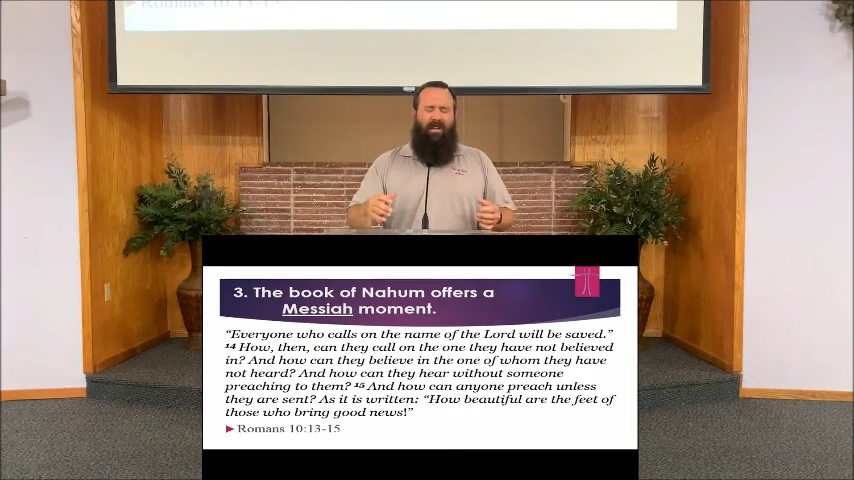 Romans 10:13-15
3. The book of Nahum offers a
Messiah moment.
“Everyone who calls on the name of the Lord will be saved.”
14 How, then, can they call on the one they have not believed
in? And how can they believe in the one of whom they have
not heard? And how can they hear without someone
preaching to them? 15 And how can anyone preach unless
they are sent? As it is written: “How beautiful are the feet of
those who bring good news!”
Romans 10:13-15